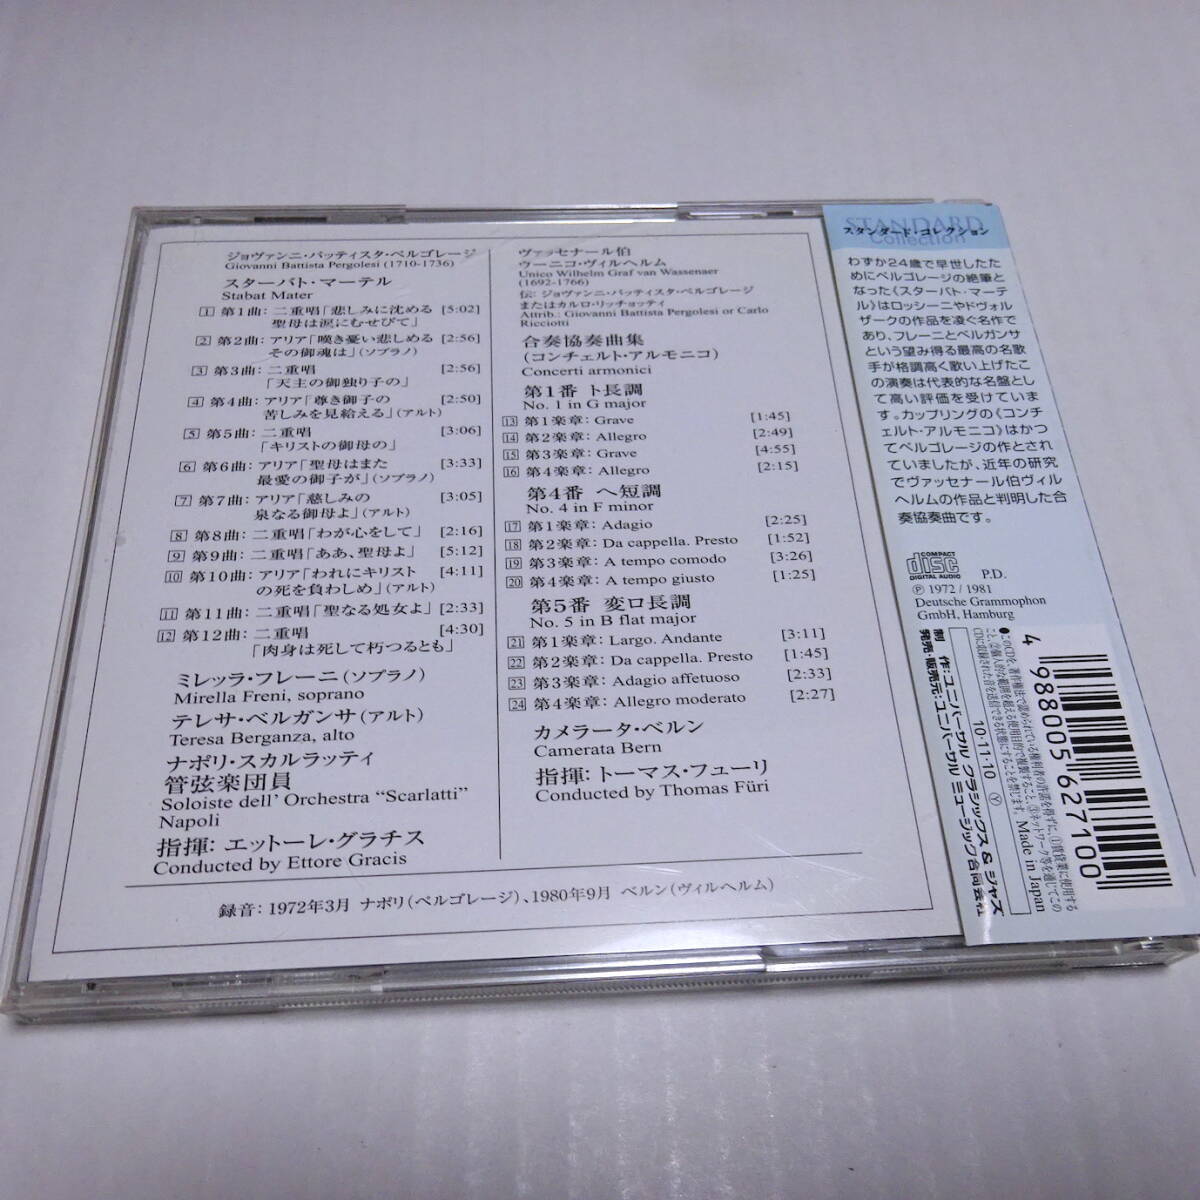 ジョヴァンニ・バッティスタ・ペルゴレージ
Giovanni Battista Pergolesi (1710-1736)
スターバト・マーテル
Stabat Mater
1 第1曲: 二重唱「悲しみに沈める [5:02]
聖母は涙にむせびて」
2 第2曲: アリア「嘆き憂い悲しめる [2:56]
その御魂は」(ソプラノ)
3 第3曲: 二重唱 [2:56]
「天主の御独り子の」
4 第4曲: アリア「尊き御子の [2:50]
苦しみを見給える」(アルト)
5 第5曲: 二重唱 [3:06]
「キリストの御母の」
6 第6曲: アリア「聖母はまた [3:33]
最愛の御子が」(ソプラノ)
7 第7曲: アリア「慈しみの [3:05]
泉なる御母よ」(アルト)
8 第8曲: 二重唱「わが心をして」 [2:16]
9 第9曲: 二重唱「ああ、聖母よ」 [5:12]
10 第10曲: アリア「われにキリスト [4:11]
の死を負わしめ」(アルト)
11 第11曲: 二重唱「聖なる処女よ」 [2:33]
12 第12曲: 二重唱 [4:30]
「肉身は死して朽つるとも」
ミレッラ・フレーニ(ソプラノ)
Mirella Freni, soprano
テレサ・ベルガンサ(アルト)
Teresa Berganza, alto
ナポリ・スカルラッティ
管弦楽団員
Soloiste dell' Orchestra "Scarlatti"
Napoli
指揮: エットーレ・グラチス
Conducted by Ettore Gracis
ヴァッセナール伯
ウーニコ・ヴィルヘルム
Unico Wilhelm Graf van Wassenaer
(1692-1766)
伝: ジョヴァンニ・バッティスタ・ペルゴレージ
またはカルロ・リッチョッティ
Attrib.: Giovanni Battista Pergolesi or Carlo
Ricciotti
合奏協奏曲集
(コンチェルト・アルモニコ)
Concerti armonici
第1番 ト長調
No. 1 in G major
13 第1楽章: Grave [1:45]
14 第2楽章: Allegro [2:49]
15 第3楽章: Grave [4:55]
16 第4楽章: Allegro [2:15]
第4番 ヘ短調
No. 4 in F minor
17 第1楽章: Adagio [2:25]
18 第2楽章: Da cappella. Presto [1:52]
19 第3楽章: A tempo comodo [3:26]
20 第4楽章: A tempo giusto [1:25]
第5番 変ロ長調
No. 5 in B flat major
21 第1楽章: Largo. Andante [3:11]
22 第2楽章: Da cappella. Presto [1:45]
23 第3楽章: Adagio affetuoso [2:33]
24 第4楽章: Allegro moderato [2:27]
カメラータ・ベルン
Camerata Bern
指揮: トーマス・フューリ
Conducted by Thomas Füri
録音: 1972年3月 ナポリ(ペルゴレージ)、1980年9月 ベルン(ヴィルヘルム)
STANDARD
Collection
スタンダード・コレクション
わずか24歳で早世したた
めにペルゴレージの絶筆と
なった《スターバト・マーテ
ル》はロッシーニやドヴォル
ザークの作品を凌ぐ名作で
あり、フレーニとベルガンサ
という望み得る最高の名歌
手が格調高く歌い上げたこ
の演奏は代表的な名盤とし
て高い評価を受けていま
す。カップリングの《コンチ
ェルト・アルモニコ》はかつ
てペルゴレージの作とされ
ていましたが、近年の研究
でヴァッセナール伯ヴィル
ヘルムの作品と判明した合
奏協奏曲です。
COMPACT
disc
DIGITAL AUDIO
P.D.
Ⓟ 1972 / 1981
Deutsche Grammophon
GmbH, Hamburg
Made in Japan
10・11・10 Ⓨ
制 作:ユニバーサル クラシックス & ジャズ
発売・販売元:ユニバーサル ミュージック合同会社
4 988005 627100